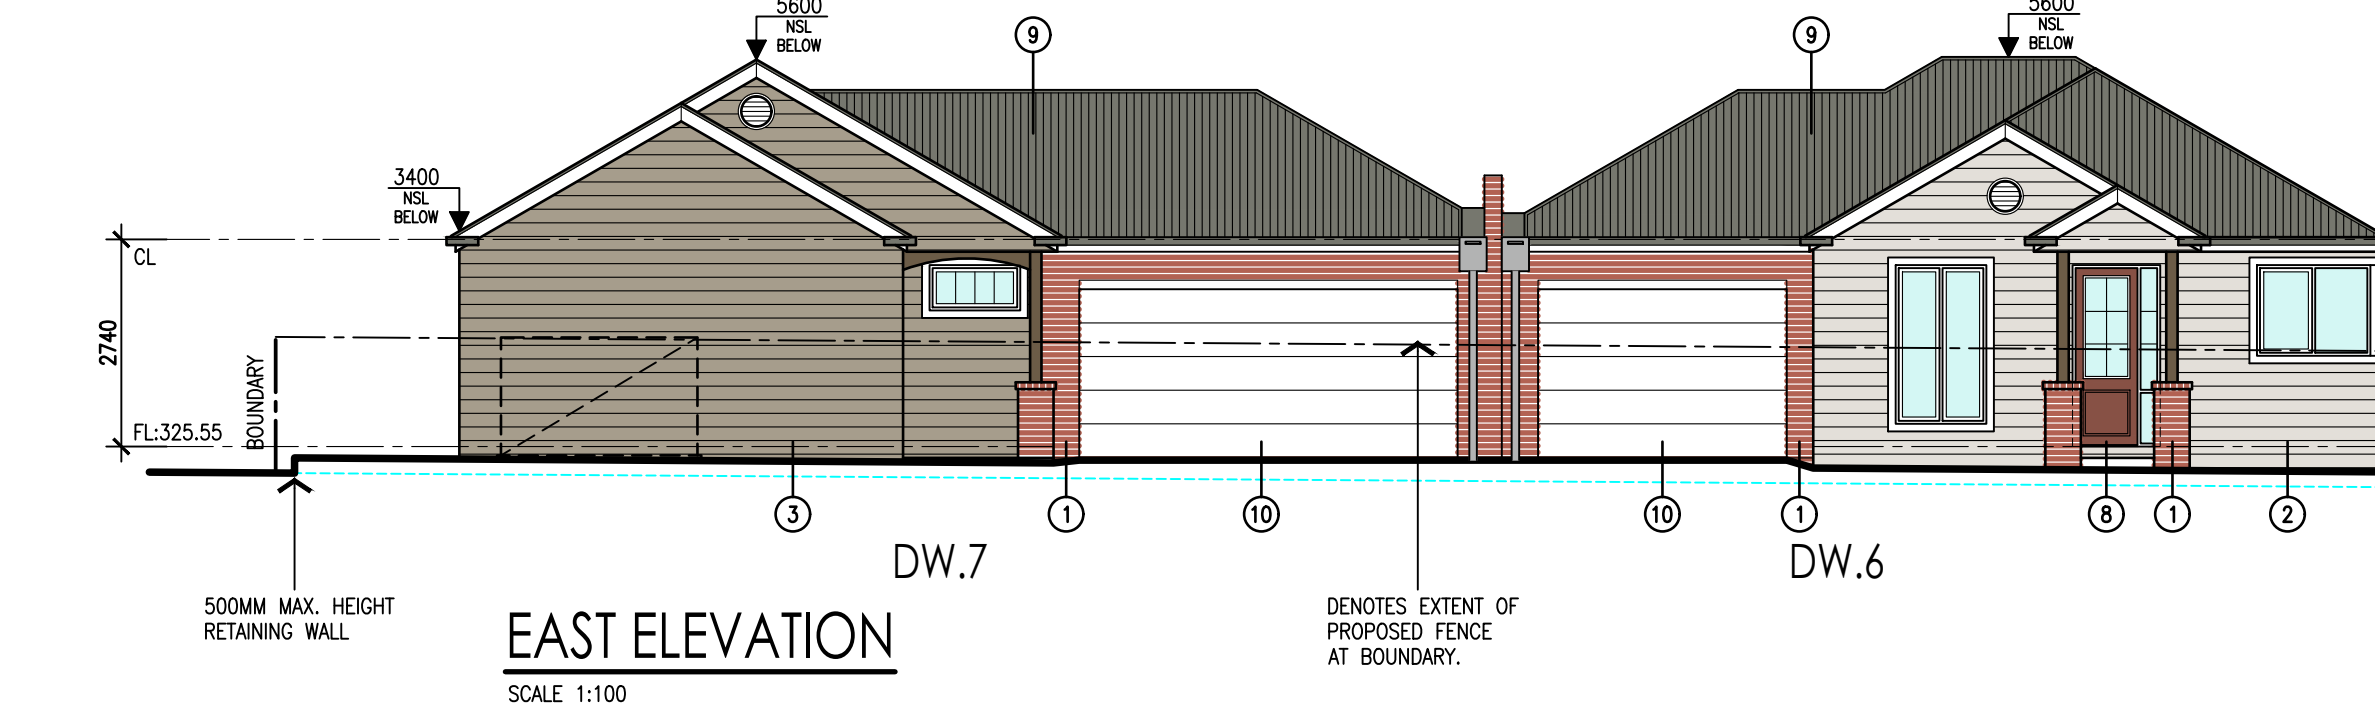 5600
NSL
BELOW
9
9
5600
NSL
BELOW
3400
NSL
BELOW
CL
2740
BOUNDARY
FL:325.55
3
1
10
10
1
8
1
2
DW.7
DW.6
500MM MAX. HEIGHT
RETAINING WALL
DENOTES EXTENT OF
PROPOSED FENCE
AT BOUNDARY.
EAST ELEVATION
SCALE 1:100